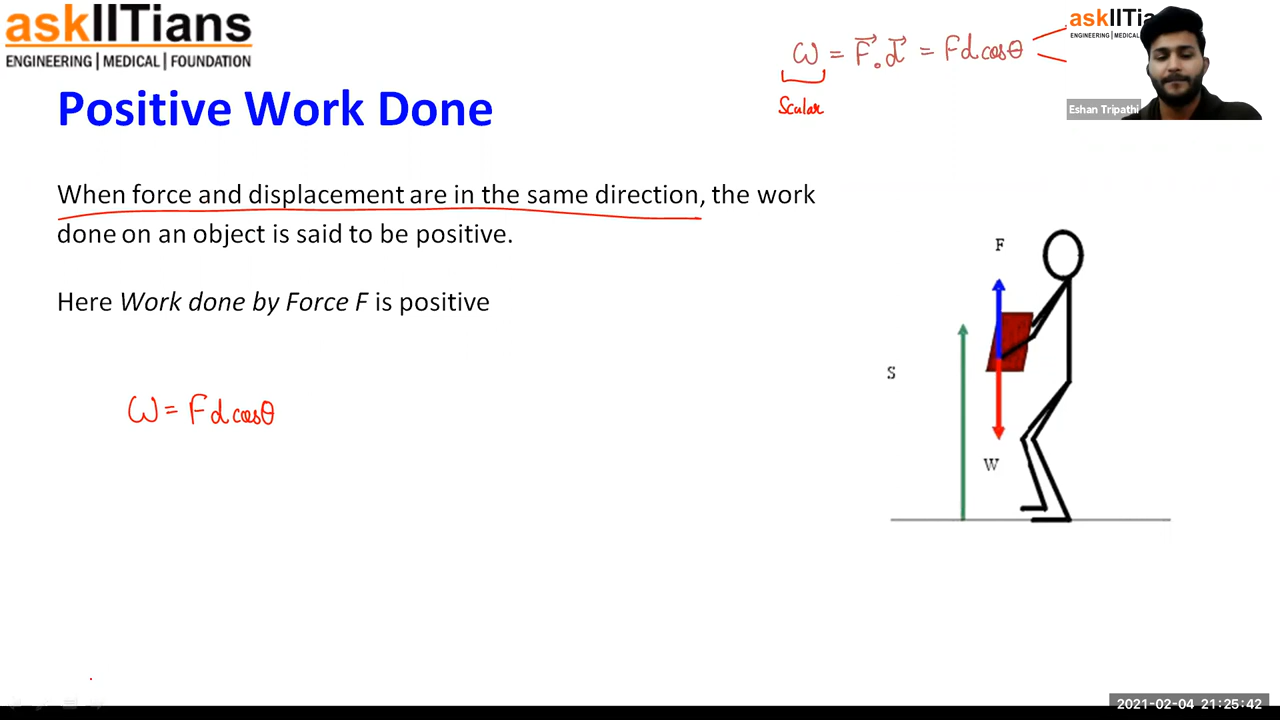 askIITians
ENGINEERING | MEDICAL | FOUNDATION
ω = F⃗ . d⃗ = Fd cosθ
Scular
askIITia
ENGINEERING | MEDICAL
Eshan Tripathi
Positive Work Done
When force and displacement are in the same direction, the work
done on an object is said to be positive.
Here Work done by Force F is positive
ω = Fd cosθ
F
S
W
2021-02-04 21:25:42